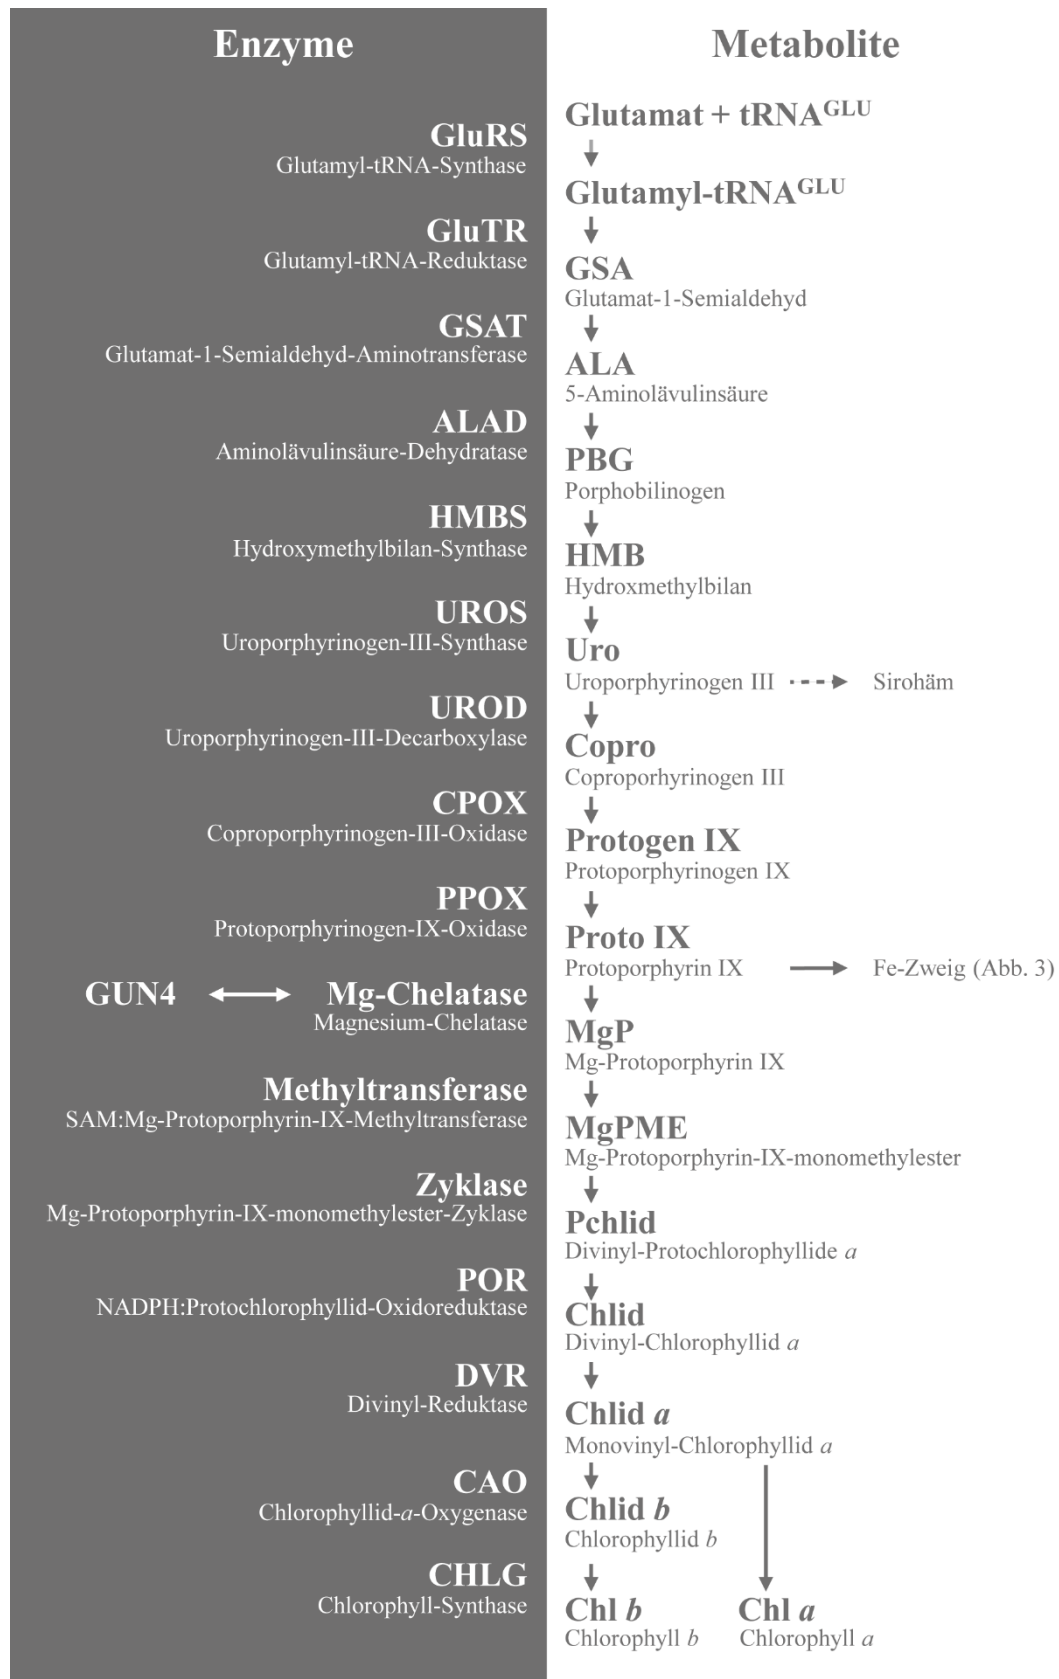 Enzyme
Metabolite
Glutamat + tRNAGLU
GluRS
Glutamyl-tRNA-Synthase
Glutamyl-tRNAGLU
GluTR
Glutamyl-tRNA-Reduktase
GSA
Glutamat-1-Semialdehyd
GSAT
Glutamat-1-Semialdehyd-Aminotransferase
ALA
5-Aminolävulinsäure
ALAD
Aminolävulinsäure-Dehydratase
PBG
Porphobilinogen
HMBS
Hydroxymethylbilan-Synthase
HMB
Hydroxmethylbilan
UROS
Uroporphyrinogen-III-Synthase
Uro
Uroporphyrinogen III Sirohäm
UROD
Uroporphyrinogen-III-Decarboxylase
Copro
Coproporhyrinogen III
CPOX
Coproporphyrinogen-III-Oxidase
Protogen IX
Protoporphyrinogen IX
PPOX
Protoporphyrinogen-IX-Oxidase
Proto IX
Protoporphyrin IX Fe-Zweig (Abb. 3)
GUN4 Mg-Chelatase
Magnesium-Chelatase
MgP
Mg-Protoporphyrin IX
Methyltransferase
SAM:Mg-Protoporphyrin-IX-Methyltransferase
MgPME
Mg-Protoporphyrin-IX-monomethylester
Zyklase
Mg-Protoporphyrin-IX-monomethylester-Zyklase
Pchlid
Divinyl-Protochlorophyllide a
POR
NADPH:Protochlorophyllid-Oxidoreduktase
Chlid
Divinyl-Chlorophyllid a
DVR
Divinyl-Reduktase
Chlid a
Monovinyl-Chlorophyllid a
CAO
Chlorophyllid-a-Oxygenase
Chlid b
Chlorophyllid b
CHLG
Chlorophyll-Synthase
Chl b Chl a
Chlorophyll b Chlorophyll a